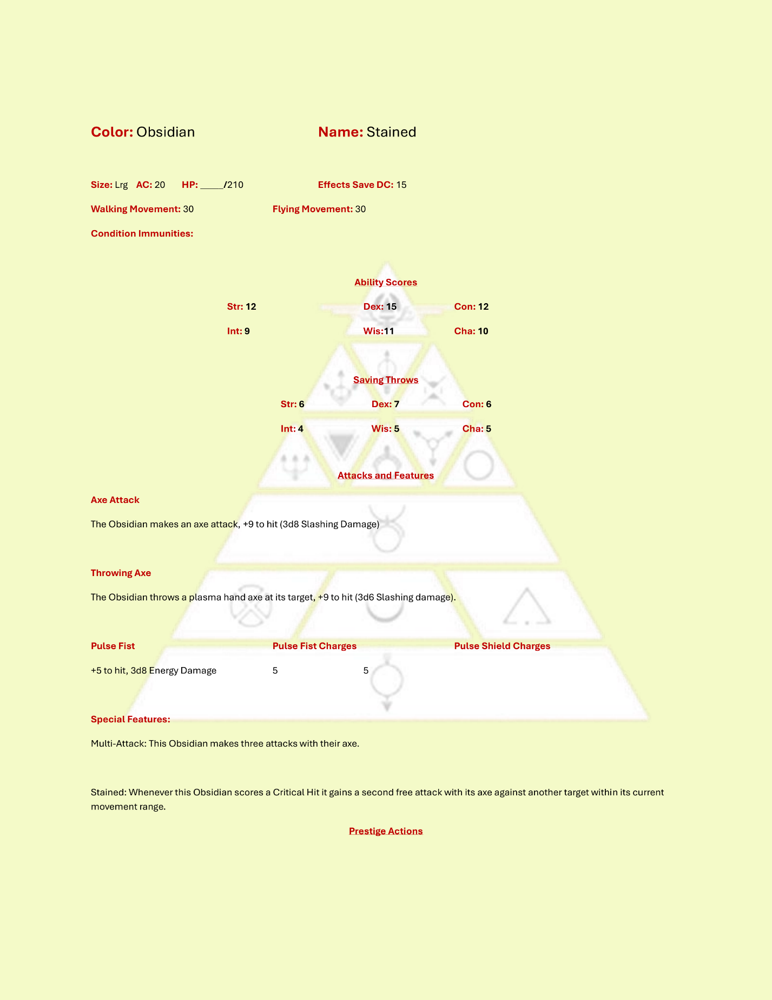 Color: Obsidian Name: Stained
Size: Lrg AC: 20 HP: _____/210 Effects Save DC: 15
Walking Movement: 30 Flying Movement: 30
Condition Immunities:
Ability Scores
Str: 12 Dex: 15 Con: 12
Int: 9 Wis:11 Cha: 10
Saving Throws
Str: 6 Dex: 7 Con: 6
Int: 4 Wis: 5 Cha: 5
Attacks and Features
Axe Attack
The Obsidian makes an axe attack, +9 to hit (3d8 Slashing Damage)
Throwing Axe
The Obsidian throws a plasma hand axe at its target, +9 to hit (3d6 Slashing damage).
Pulse Fist Pulse Fist Charges Pulse Shield Charges
+5 to hit, 3d8 Energy Damage 5 5
Special Features:
Multi-Attack: This Obsidian makes three attacks with their axe.
Stained: Whenever this Obsidian scores a Critical Hit it gains a second free attack with its axe against another target within its current
movement range.
Prestige Actions